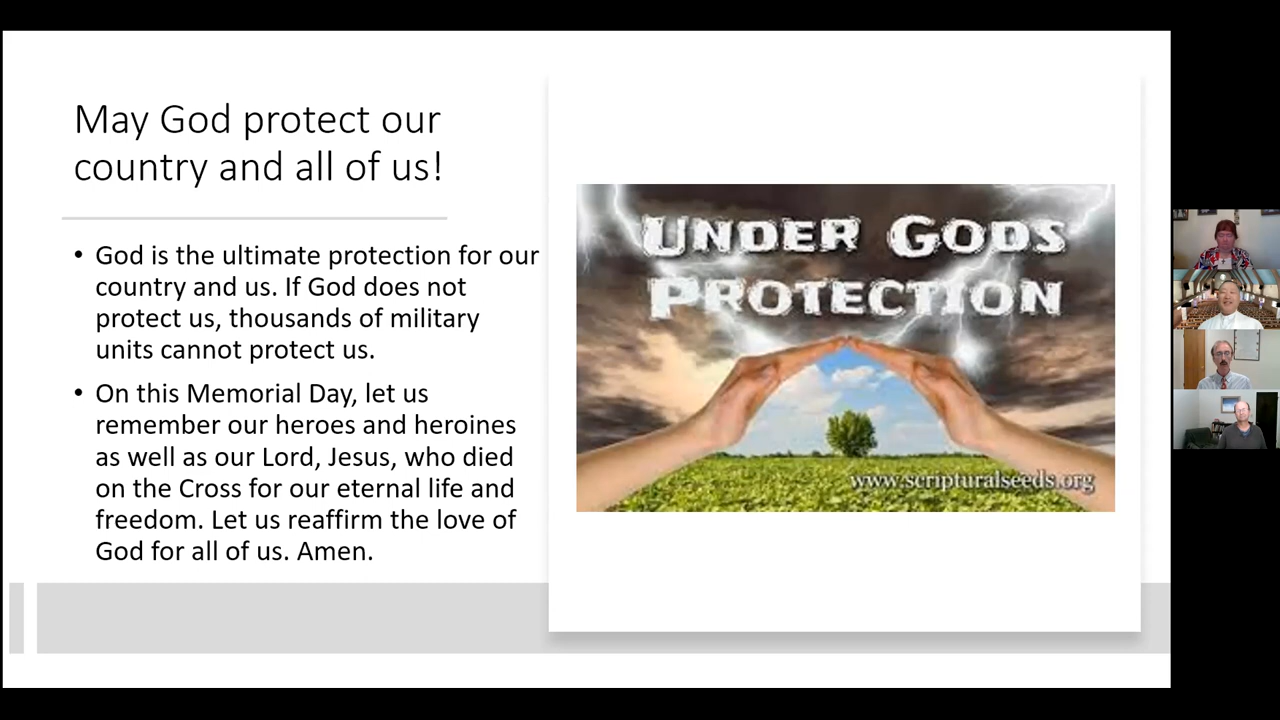 May God protect our
country and all of us!
• God is the ultimate protection for our
country and us. If God does not
protect us, thousands of military
units cannot protect us.
• On this Memorial Day, let us
remember our heroes and heroines
as well as our Lord, Jesus, who died
on the Cross for our eternal life and
freedom. Let us reaffirm the love of
God for all of us. Amen.
UNDER GODS
PROTECTION
www.scripturalseeds.org